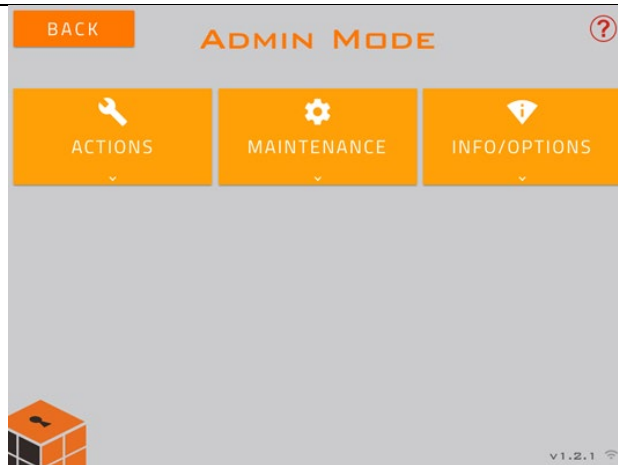 BACK
ADMIN MODE
?
ACTIONS
MAINTENANCE
INFO/OPTIONS
v1.2.1